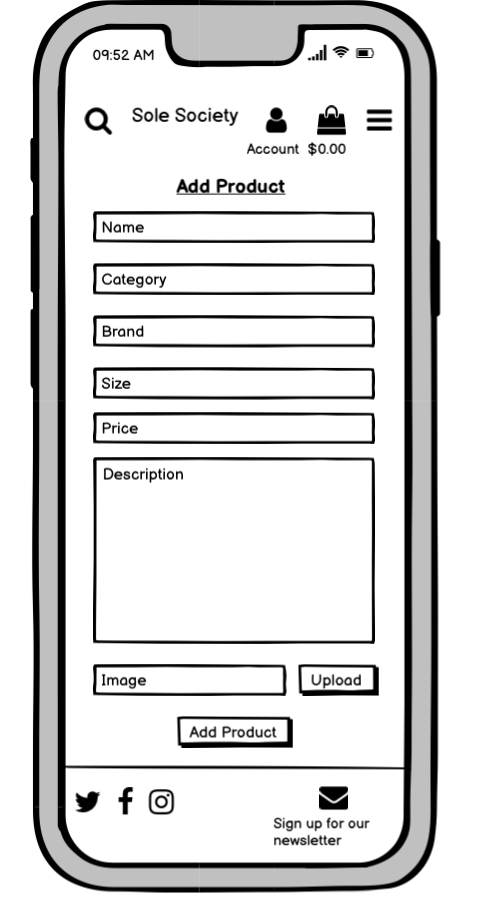 09:52 AM
Sole Society
Account $0.00
Add Product
Name
Category
Brand
Size
Price
Description
Image
Upload
Add Product
Sign up for our
newsletter